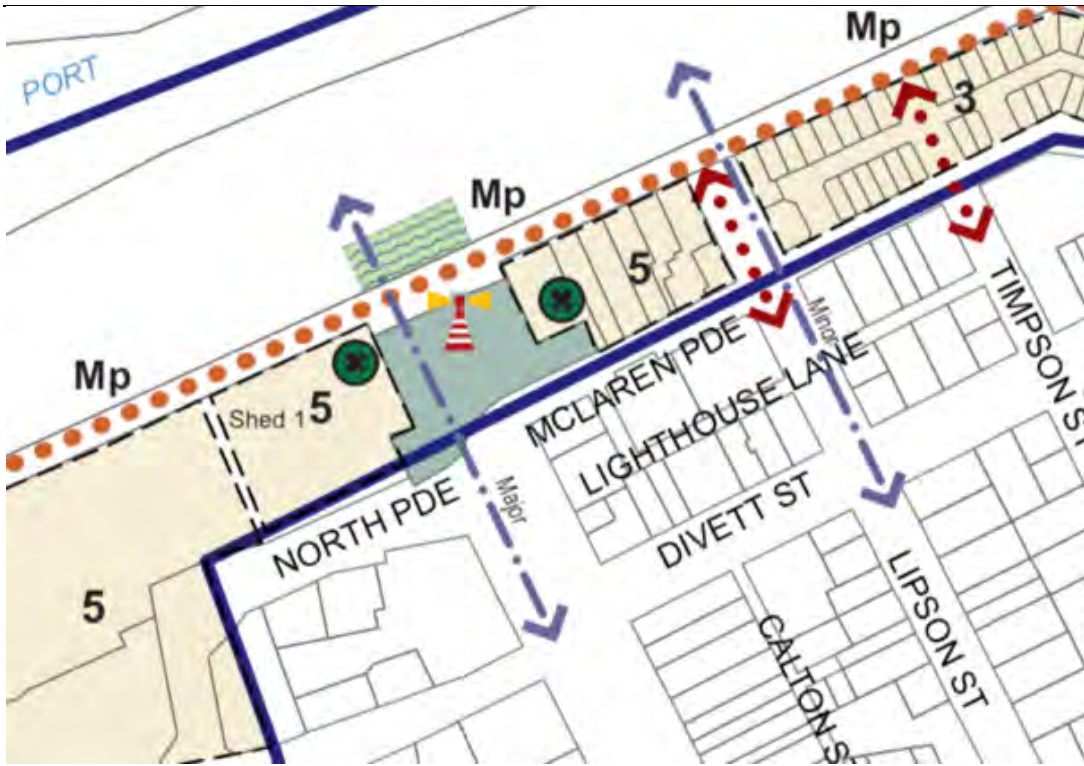 Mp
PORT
3
Mp
5
Mp
Shed 1
5
Minor
TIMPSON ST
MCLAREN PDE
LIGHTHOUSE LANE
Major
NORTH PDE
DIVETT ST
5
LIPSON ST
CALTON S